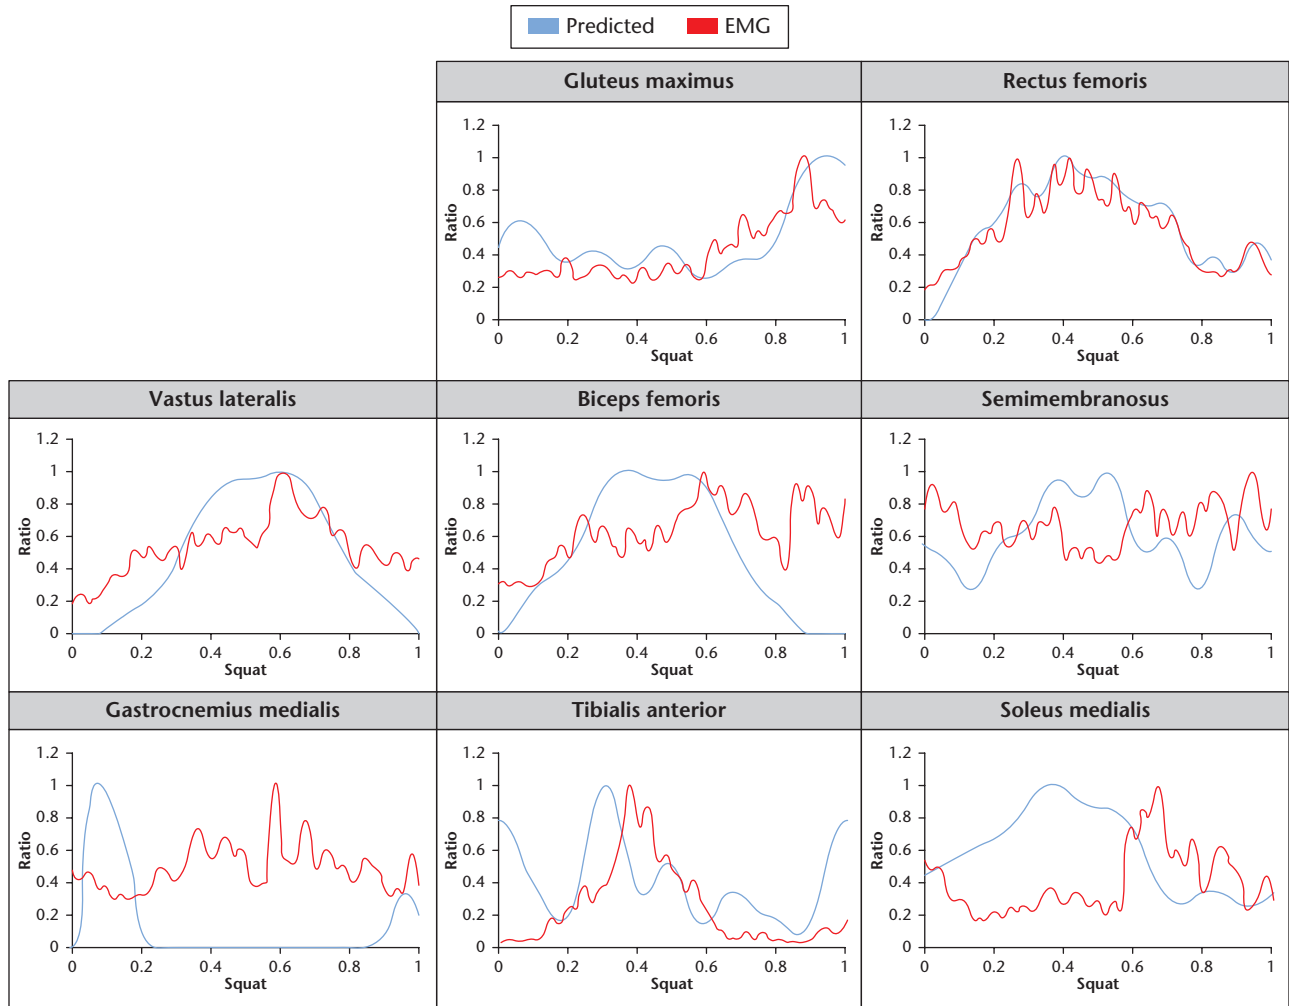 Predicted EMG
Gluteus maximus
Rectus femoris
1.2
1
0.8
0.6
0.4
0.2
0
Ratio
0 0.2 0.4 0.6 0.8 1
Squat
1.2
1
0.8
0.6
0.4
0.2
0
Ratio
0 0.2 0.4 0.6 0.8 1
Squat
Vastus lateralis
Biceps femoris
Semimembranosus
1.2
1
0.8
0.6
0.4
0.2
0
Ratio
0 0.2 0.4 0.6 0.8 1
Squat
1.2
1
0.8
0.6
0.4
0.2
0
Ratio
0 0.2 0.4 0.6 0.8 1
Squat
1.2
1
0.8
0.6
0.4
0.2
0
Ratio
0 0.2 0.4 0.6 0.8 1
Squat
Gastrocnemius medialis
Tibialis anterior
Soleus medialis
1.2
1
0.8
0.6
0.4
0.2
0
Ratio
0 0.2 0.4 0.6 0.8 1
Squat
1.2
1
0.8
0.6
0.4
0.2
0
Ratio
0 0.2 0.4 0.6 0.8 1
Squat
1.2
1
0.8
0.6
0.4
0.2
0
Ratio
0 0.2 0.4 0.6 0.8 1
Squat